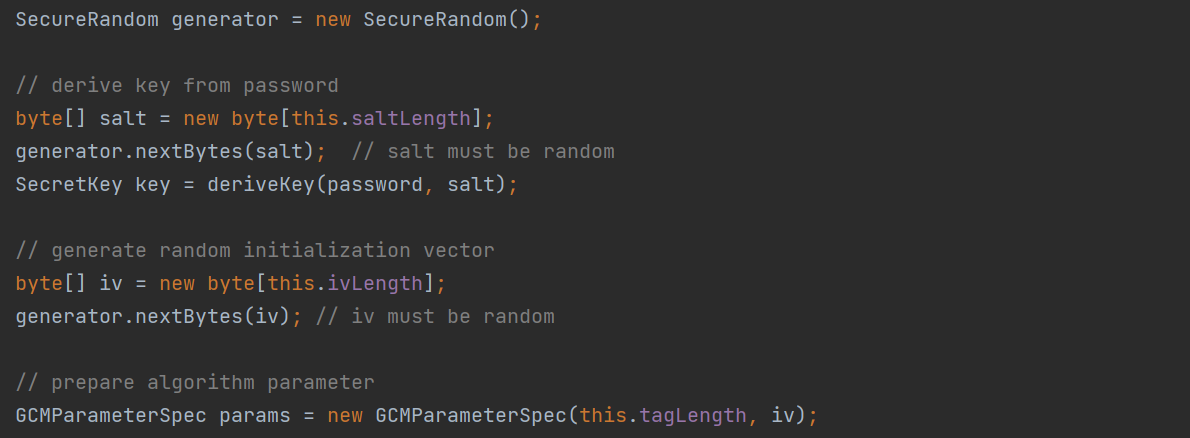 SecureRandom generator = new SecureRandom();
// derive key from password
byte[] salt = new byte[this.saltLength];
generator.nextBytes(salt);  // salt must be random
SecretKey key = deriveKey(password, salt);
// generate random initialization vector
byte[] iv = new byte[this.ivLength];
generator.nextBytes(iv); // iv must be random
// prepare algorithm parameter
GCMParameterSpec params = new GCMParameterSpec(this.tagLength, iv);